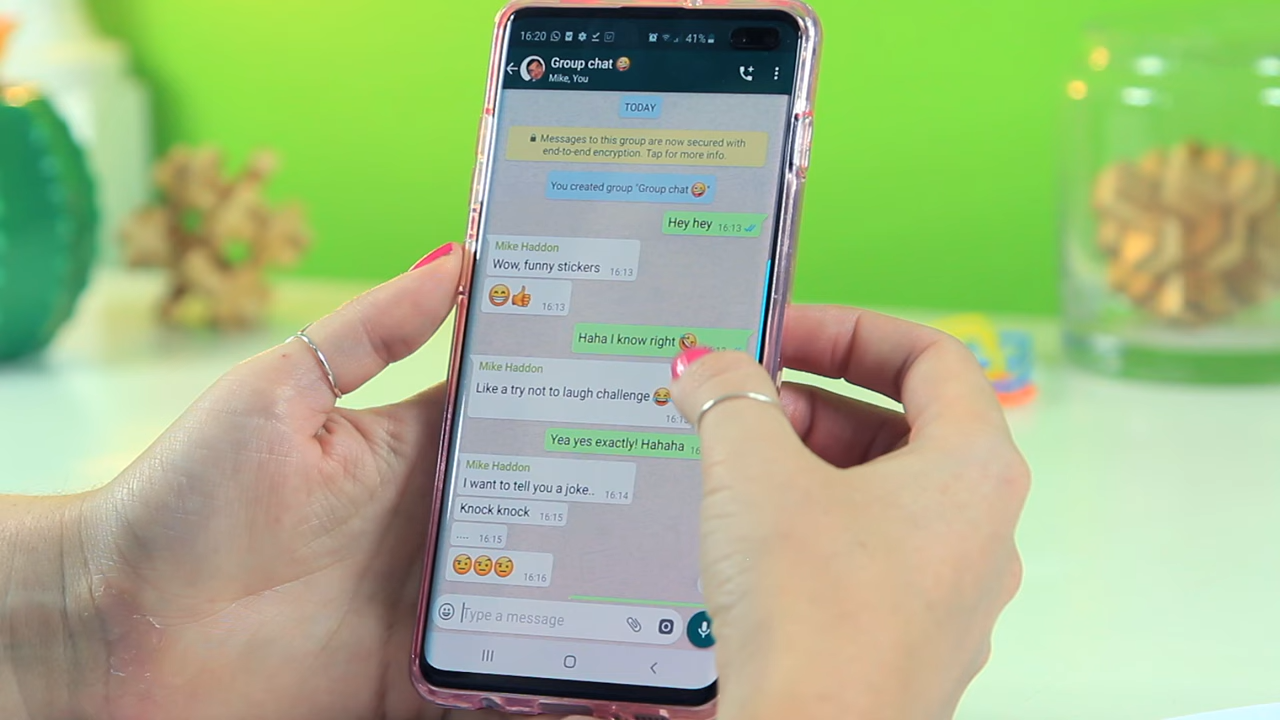 16:20 41%
Group chat 🤪
Mike, You
TODAY
Messages to this group are now secured with
end-to-end encryption. Tap for more info.
You created group "Group chat 🤪"
Hey hey 16:13
Mike Haddon
Wow, funny stickers 16:13
😄👍 16:13
Haha I know right
Mike Haddon
Like a try not to laugh challenge 😂
Yea yes exactly! Hahaha
Mike Haddon
I want to tell you a joke.. 16:14
Knock knock 16:15
.... 16:15
🤨🤨🤨 16:16
Type a message